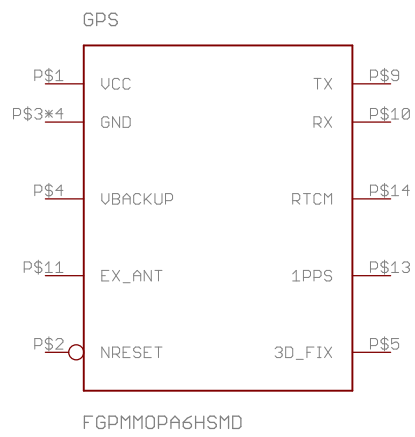 GPS
P$1 VCC TX P$9
P$3*4 GND RX P$10
P$4 VBACKUP RTCM P$14
P$11 EX_ANT 1PPS P$13
P$2 NRESET 3D_FIX P$5
FGPMMOPA6HSMD